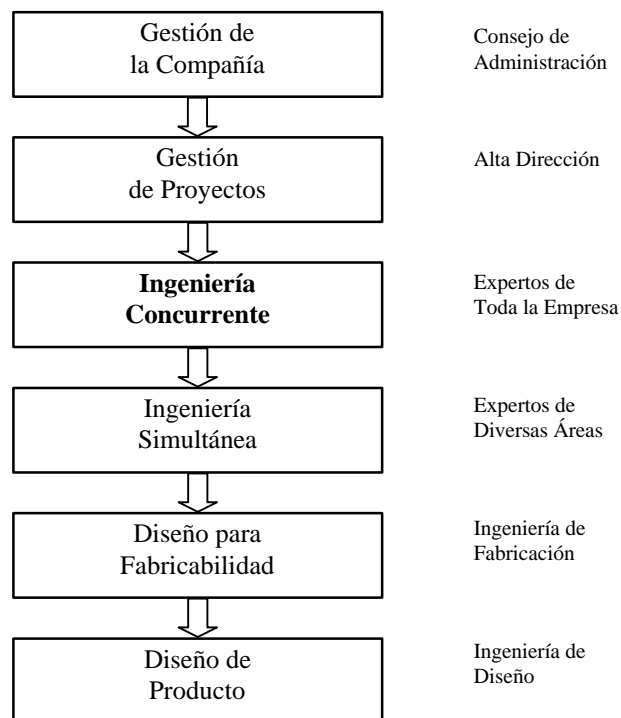 Gestión de
la Compañía
Consejo de
Administración
Gestión
de Proyectos
Alta Dirección
Ingeniería
Concurrente
Expertos de
Toda la Empresa
Ingeniería
Simultánea
Expertos de
Diversas Áreas
Diseño para
Fabricabilidad
Ingeniería de
Fabricación
Diseño de
Producto
Ingeniería de
Diseño